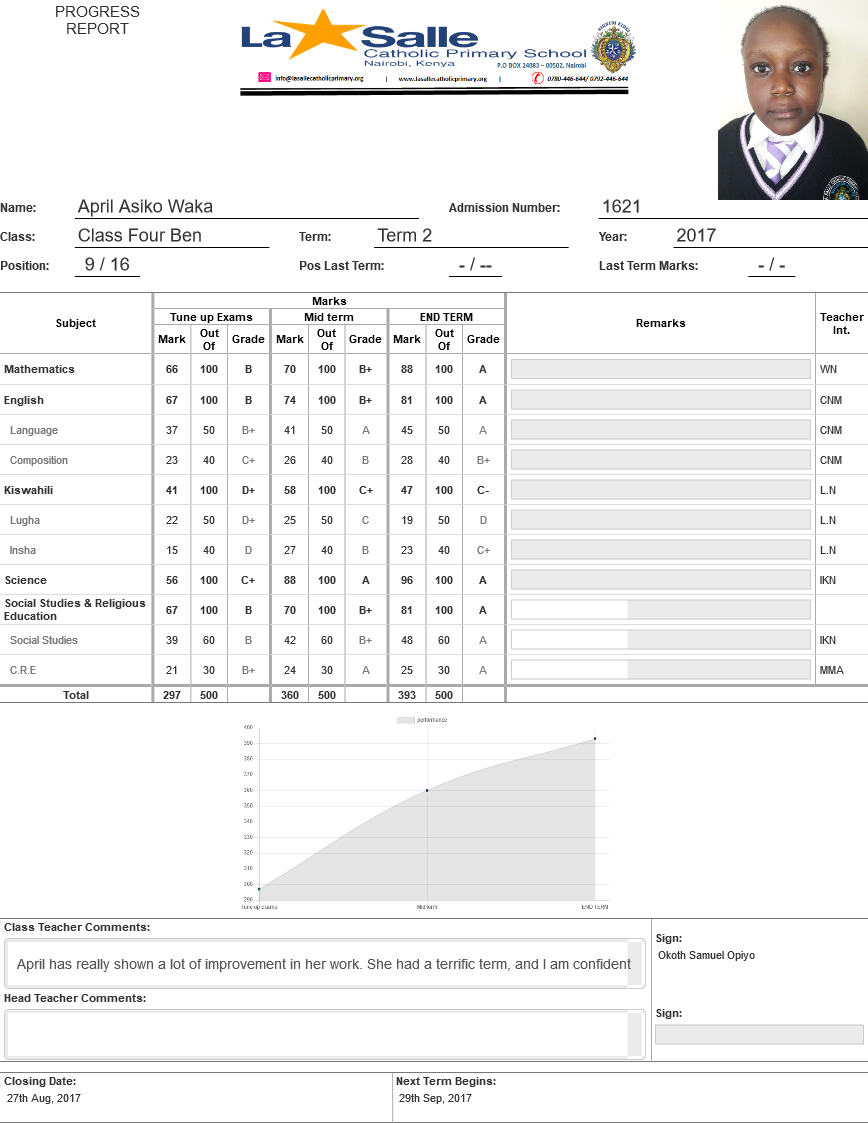 PROGRESS
REPORT
La Salle
Catholic Primary School
Nairobi, Kenya
P.O BOX 24083 – 00502, Nairobi
info@lasallecatholicprimary.org | www.lasallecatholicprimary.org | 0780-446-644/ 0792-446-644
Name: April Asiko Waka Admission Number: 1621
Class: Class Four Ben Term: Term 2 Year: 2017
Position: 9 / 16 Pos Last Term: - / -- Last Term Marks: - / -
Marks
Subject Tune up Exams Mid term END TERM Remarks Teacher Int.
Mark Out Of Grade Mark Out Of Grade Mark Out Of Grade
Mathematics 66 100 B 70 100 B+ 88 100 A WN
English 67 100 B 74 100 B+ 81 100 A CNM
Language 37 50 B+ 41 50 A 45 50 A CNM
Composition 23 40 C+ 26 40 B 28 40 B+ CNM
Kiswahili 41 100 D+ 58 100 C+ 47 100 C- L.N
Lugha 22 50 D+ 25 50 C 19 50 D L.N
Insha 15 40 D 27 40 B 23 40 C+ L.N
Science 56 100 C+ 88 100 A 96 100 A IKN
Social Studies & Religious
Education 67 100 B 70 100 B+ 81 100 A
Social Studies 39 60 B 42 60 B+ 48 60 A IKN
C.R.E 21 30 B+ 24 30 A 25 30 A MMA
Total 297 500 360 500 393 500
performance
400
390
380
370
360
350
340
330
320
310
300
290
Tune up Exams Mid term END TERM
Class Teacher Comments:
April has really shown a lot of improvement in her work. She had a terrific term, and I am confident
Sign:
Okoth Samuel Opiyo
Head Teacher Comments:
Sign:
Closing Date: Next Term Begins:
27th Aug, 2017 29th Sep, 2017